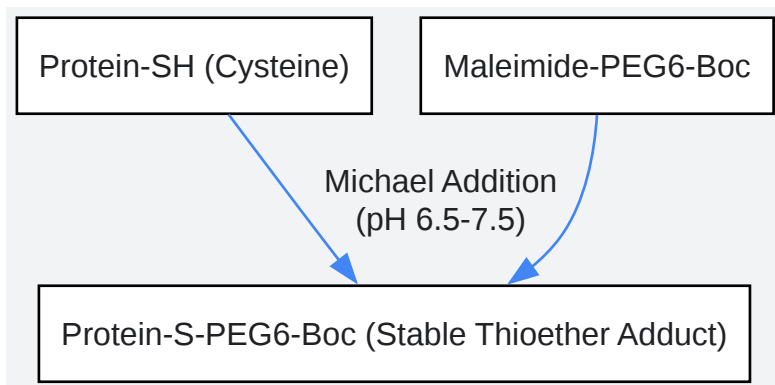 Protein-SH (Cysteine)
Maleimide-PEG6-Boc
Michael Addition
(pH 6.5-7.5)
Protein-S-PEG6-Boc (Stable Thioether Adduct)